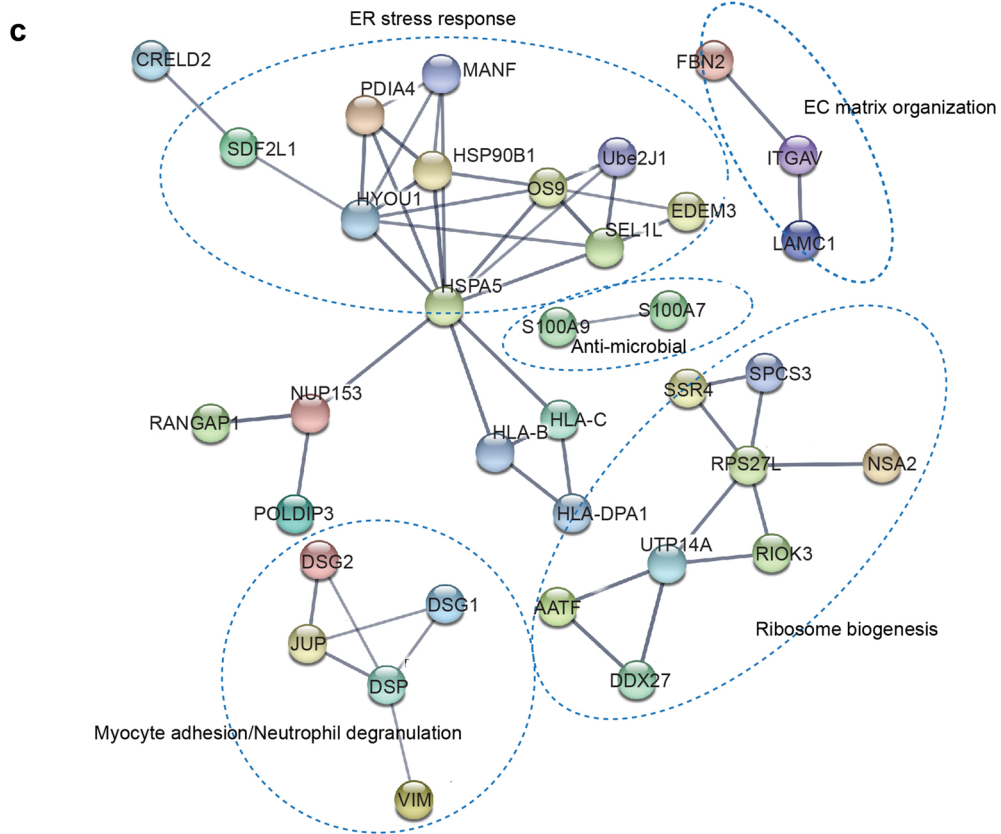 c
ER stress response
CRELD2
FBN2
MANF
PDIA4
EC matrix organization
SDF2L1
HSP90B1
Ube2J1
ITGAV
OS9
HYOU1
EDEM3
SEL1L
LAMC1
HSPA5
S100A9
S100A7
Anti-microbial
SPCS3
SSR4
NUP153
RANGAP1
HLA-B
HLA-C
RPS27L
NSA2
POLDIP3
HLA-DPA1
UTP14A
RIOK3
DSG2
DSG1
AATF
Ribosome biogenesis
JUP
r
DSP
DDX27
Myocyte adhesion/Neutrophil degranulation
VIM